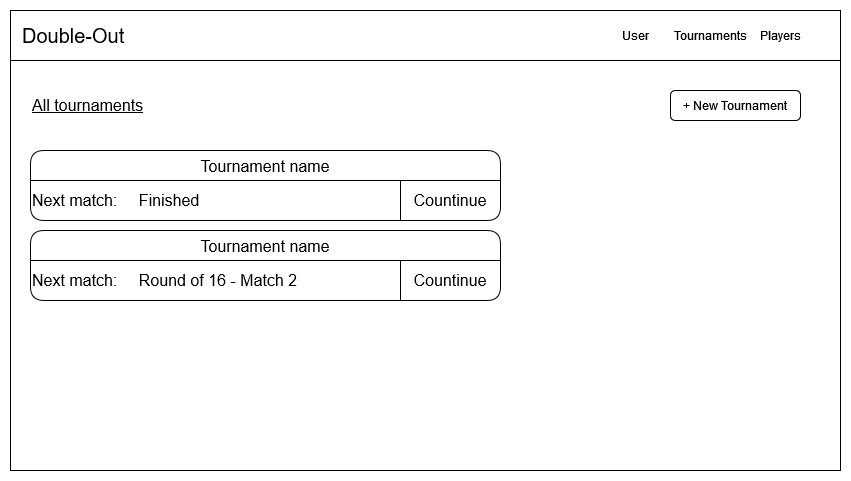 Double-Out User Tournaments Players
All tournaments + New Tournament
Tournament name
Next match: Finished Countinue
Tournament name
Next match: Round of 16 - Match 2 Countinue